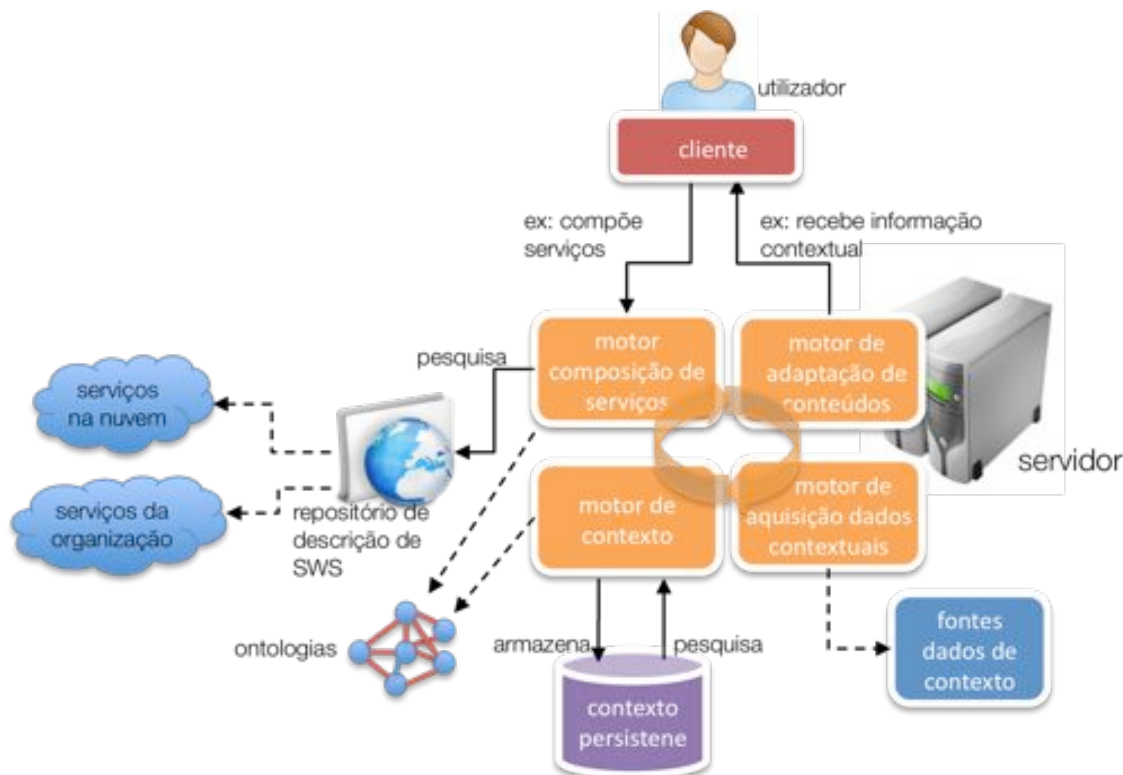 utilizador
cliente
ex: compõe
serviços
ex: recebe informação
contextual
motor
composição de
serviços
motor de
adaptação de
conteúdos
servidor
pesquisa
serviços
na nuvem
serviços da
organização
repositório de
descrição de
SWS
motor de
contexto
motor de
aquisição dados
contextuais
ontologias
armazena
pesquisa
fontes
dados de
contexto
contexto
persistene